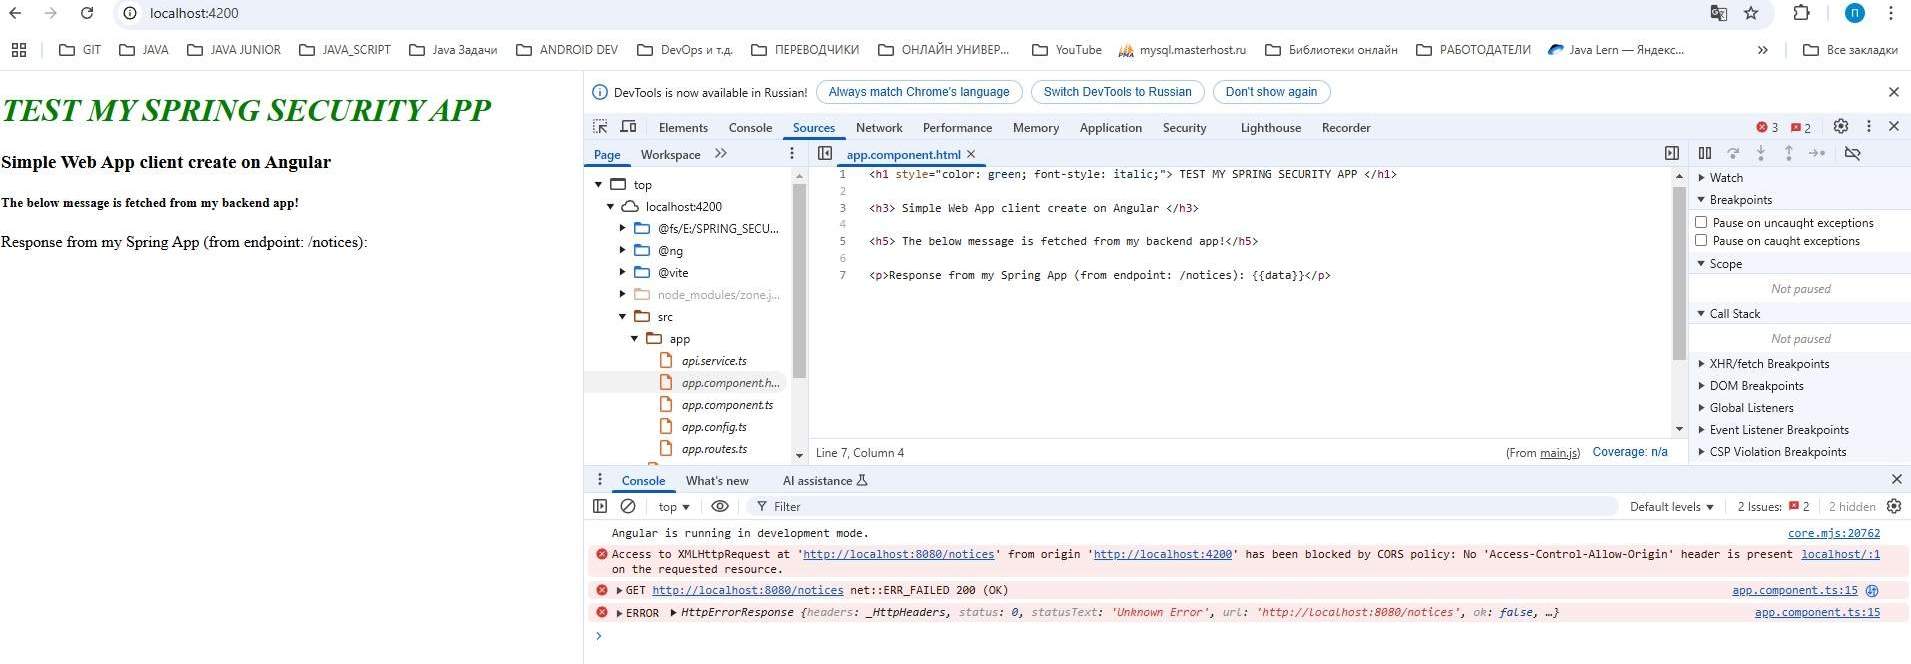 localhost:4200
П
GIT JAVA JAVA JUNIOR JAVA_SCRIPT Java Задачи ANDROID DEV DevOps и т.д. ПЕРЕВОДЧИКИ ОНЛАЙН УНИВЕР... YouTube mysql.masterhost.ru Библиотеки онлайн РАБОТОДАТЕЛИ Java Lern — Яндекс... » Все закладки
TEST MY SPRING SECURITY APP
Simple Web App client create on Angular
The below message is fetched from my backend app!
Response from my Spring App (from endpoint: /notices):
DevTools is now available in Russian! Always match Chrome's language Switch DevTools to Russian Don't show again
Elements Console Sources Network Performance Memory Application Security Lighthouse Recorder 3 2
Page Workspace »
top
localhost:4200
@fs/E:/SPRING_SECU...
@ng
@vite
node_modules/zone.j...
src
app
api.service.ts
app.component.h...
app.component.ts
app.config.ts
app.routes.ts
app.component.html
1 <h1 style="color: green; font-style: italic;"> TEST MY SPRING SECURITY APP </h1>
2
3 <h3> Simple Web App client create on Angular </h3>
4
5 <h5> The below message is fetched from my backend app!</h5>
6
7 <p>Response from my Spring App (from endpoint: /notices): {{data}}</p>
Line 7, Column 4 (From main.js) Coverage: n/a
Watch
Breakpoints
Pause on uncaught exceptions
Pause on caught exceptions
Scope
Not paused
Call Stack
Not paused
XHR/fetch Breakpoints
DOM Breakpoints
Global Listeners
Event Listener Breakpoints
CSP Violation Breakpoints
Console What's new AI assistance
top Filter Default levels 2 Issues: 2 2 hidden
Angular is running in development mode. core.mjs:20762
Access to XMLHttpRequest at 'http://localhost:8080/notices' from origin 'http://localhost:4200' has been blocked by CORS policy: No 'Access-Control-Allow-Origin' header is present localhost/:1
on the requested resource.
GET http://localhost:8080/notices net::ERR_FAILED 200 (OK) app.component.ts:15
ERROR HttpErrorResponse {headers: _HttpHeaders, status: 0, statusText: 'Unknown Error', url: 'http://localhost:8080/notices', ok: false, …} app.component.ts:15